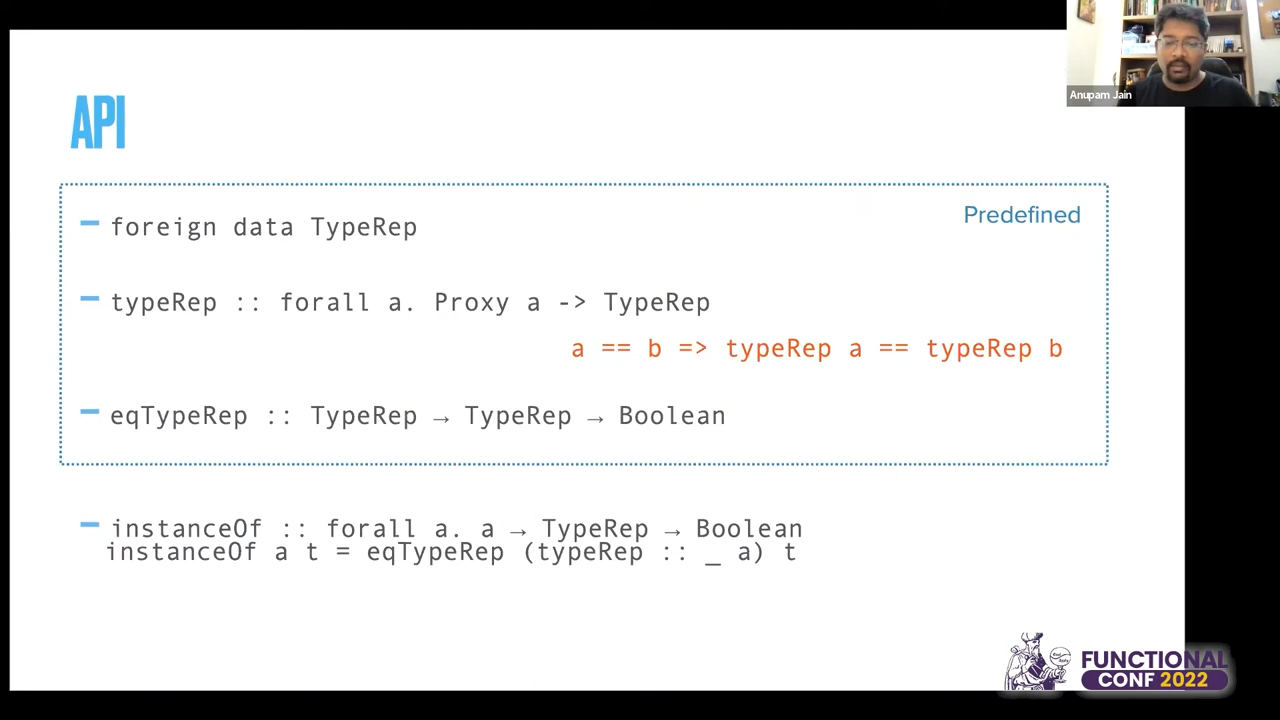 Anupam Jain
API
Predefined
foreign data TypeRep
typeRep :: forall a. Proxy a -> TypeRep
a == b => typeRep a == typeRep b
eqTypeRep :: TypeRep → TypeRep → Boolean
instanceOf :: forall a. a → TypeRep → Boolean
instanceOf a t = eqTypeRep (typeRep :: _ a) t
FUNCTIONAL
CONF 2022